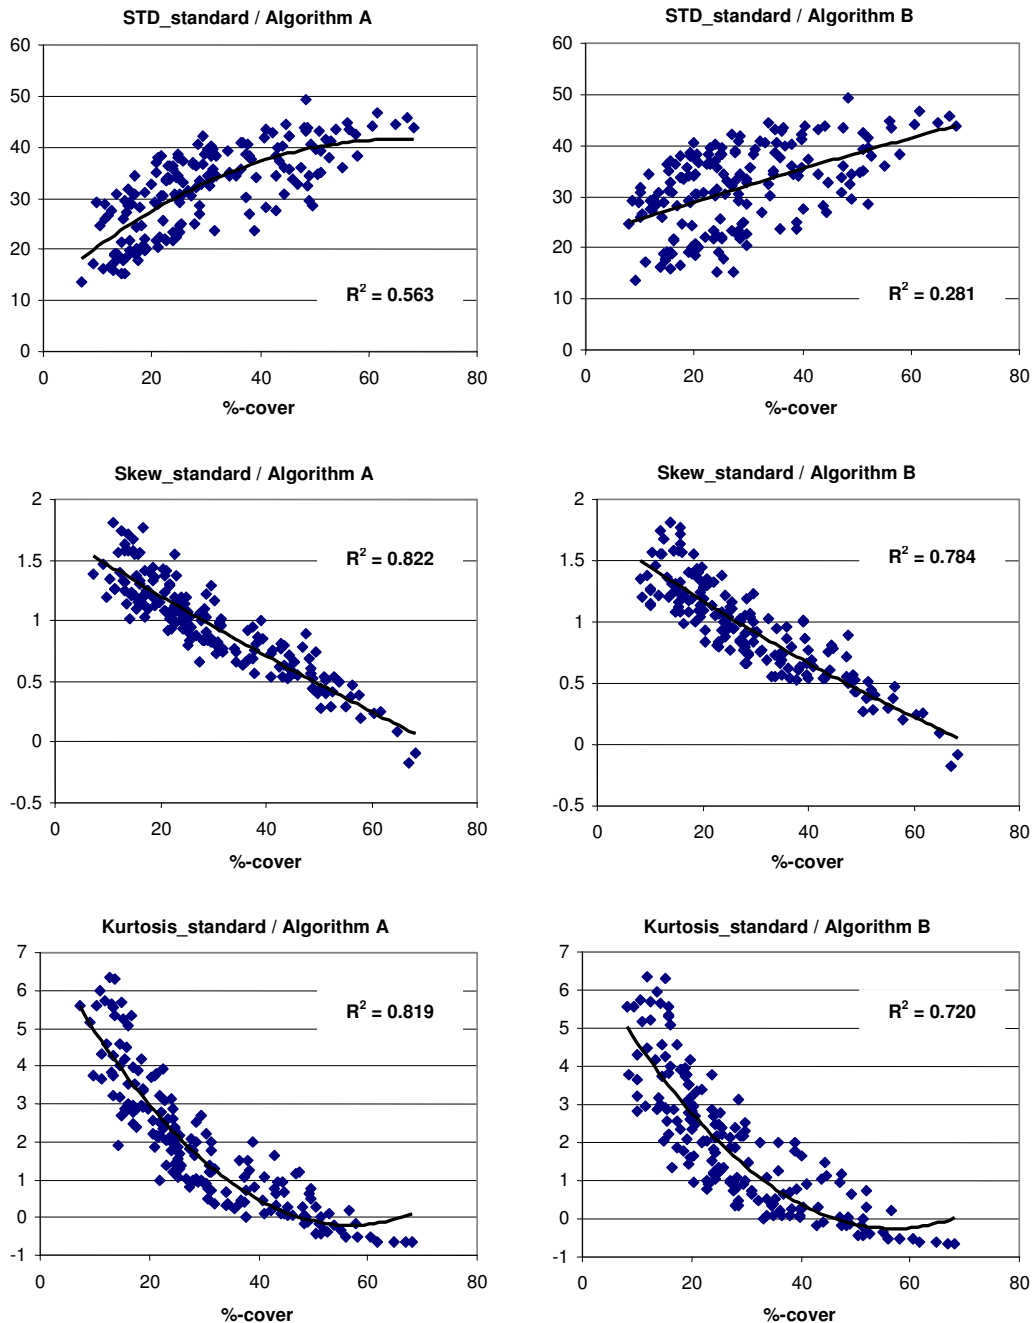 STD_standard / Algorithm A
60
50
40
30
20
10
0
R² = 0.563
0 20 40 60 80
%-cover
STD_standard / Algorithm B
60
50
40
30
20
10
0
R² = 0.281
0 20 40 60 80
%-cover
Skew_standard / Algorithm A
2
1.5
1
0.5
0
-0.5
R² = 0.822
0 20 40 60 80
%-cover
Skew_standard / Algorithm B
2
1.5
1
0.5
0
-0.5
R² = 0.784
0 20 40 60 80
%-cover
Kurtosis_standard / Algorithm A
7
6
5
4
3
2
1
0
-1
R² = 0.819
0 20 40 60 80
%-cover
Kurtosis_standard / Algorithm B
7
6
5
4
3
2
1
0
-1
R² = 0.720
0 20 40 60 80
%-cover